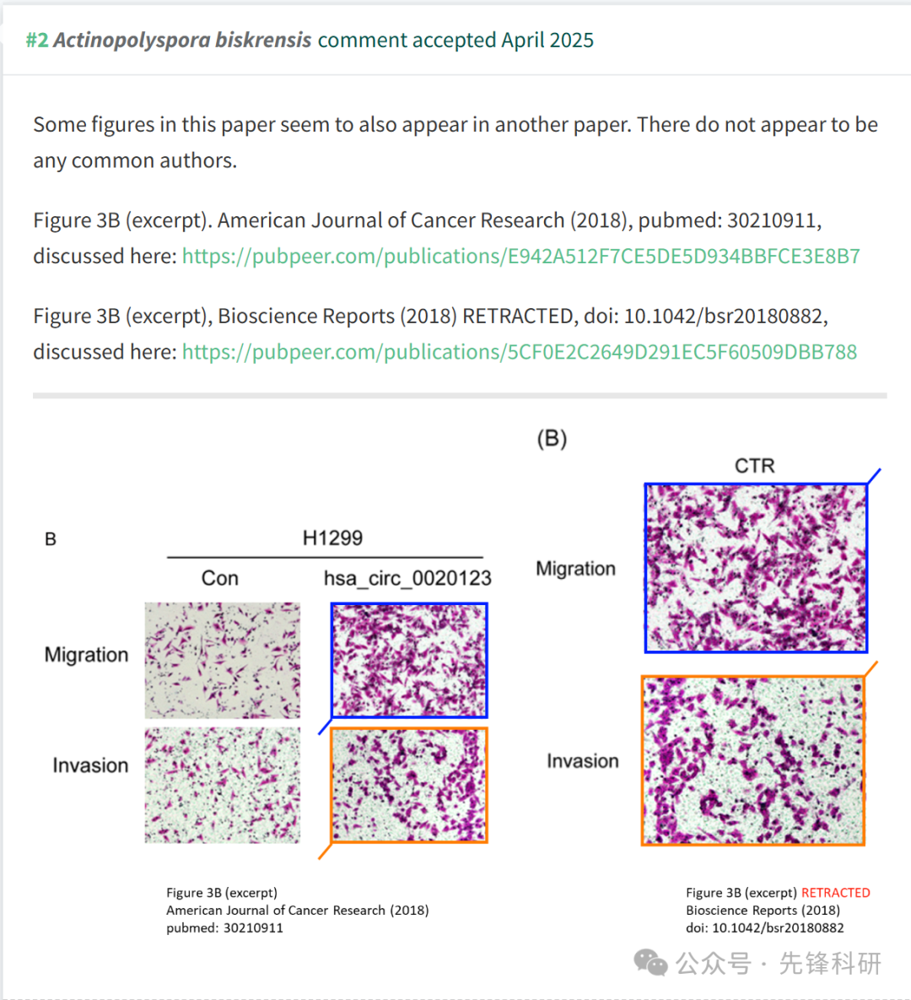 #2 Actinopolyspora biskrensis comment accepted April 2025
Some figures in this paper seem to also appear in another paper. There do not appear to be
any common authors.
Figure 3B (excerpt). American Journal of Cancer Research (2018), pubmed: 30210911,
discussed here: https://pubpeer.com/publications/E942A512F7CE5DE5D934BBFCE3E8B7
Figure 3B (excerpt), Bioscience Reports (2018) RETRACTED, doi: 10.1042/bsr20180882,
discussed here: https://pubpeer.com/publications/5CF0E2C2649D291EC5F60509DBB788
B
H1299
Con hsa_circ_0020123
Migration
Invasion
Figure 3B (excerpt)
American Journal of Cancer Research (2018)
pubmed: 30210911
(B)
CTR
Migration
Invasion
Figure 3B (excerpt) RETRACTED
Bioscience Reports (2018)
doi: 10.1042/bsr20180882
公众号 · 先锋科研